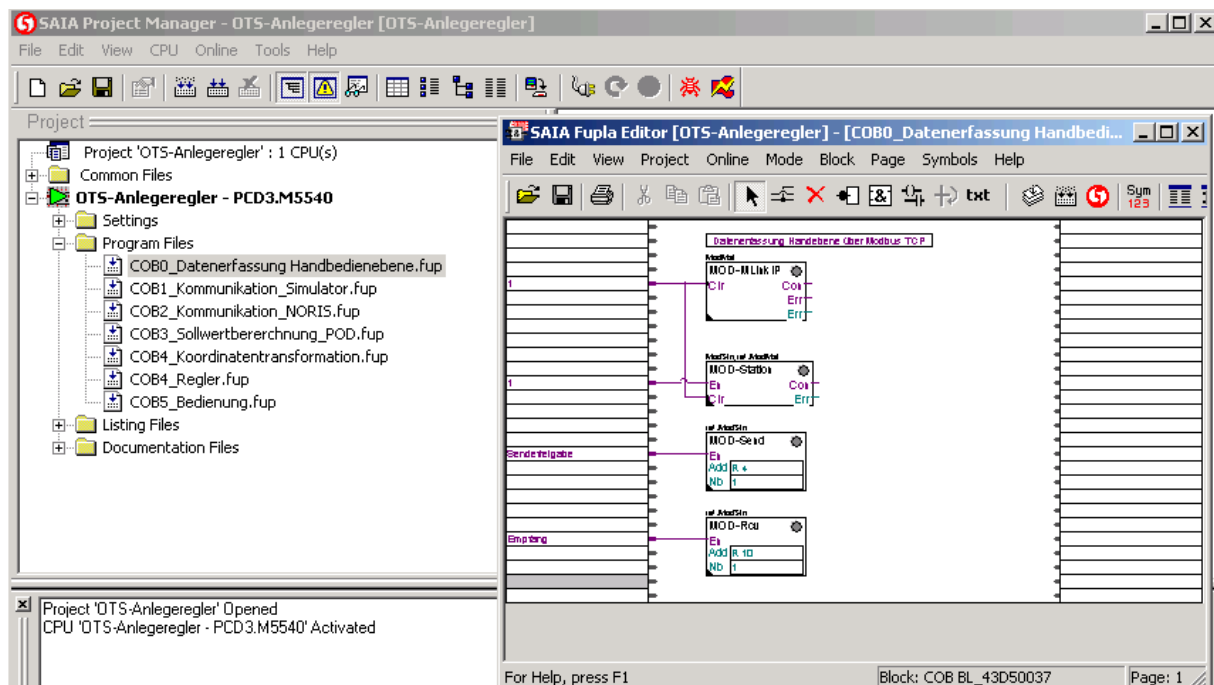 SAIA Project Manager - OTS-Anlegeregler [OTS-Anlegeregler]
File Edit View CPU Online Tools Help
Project
Project 'OTS-Anlegeregler' : 1 CPU(s)
Common Files
OTS-Anlegeregler - PCD3.M5540
Settings
Program Files
COB0_Datenerfassung Handbedienebene.fup
COB1_Kommunikation_Simulator.fup
COB2_Kommunikation_NORIS.fup
COB3_Sollwertbererchnung_POD.fup
COB4_Koordinatentransformation.fup
COB4_Regler.fup
COB5_Bedienung.fup
Listing Files
Documentation Files
Project 'OTS-Anlegeregler' Opened
CPU 'OTS-Anlegeregler - PCD3.M5540' Activated
SAIA Fupla Editor [OTS-Anlegeregler] - [COB0_Datenerfassung Handbedi...
File Edit View Project Online Mode Block Page Symbols Help
txt
Sym
123
Datenerfassung Handebene über Modbus TCP
MOD-MLink IP
1
Clr Con
Err
Err
MOD-Station
1
En Con
Clr Err
MOD-Send
Sendefeigabe
En
Add R 4
Nb 1
MOD-Rcv
Empfang
En
Add R 10
Nb 1
For Help, press F1
Block: COB BL_43D50037
Page: 1